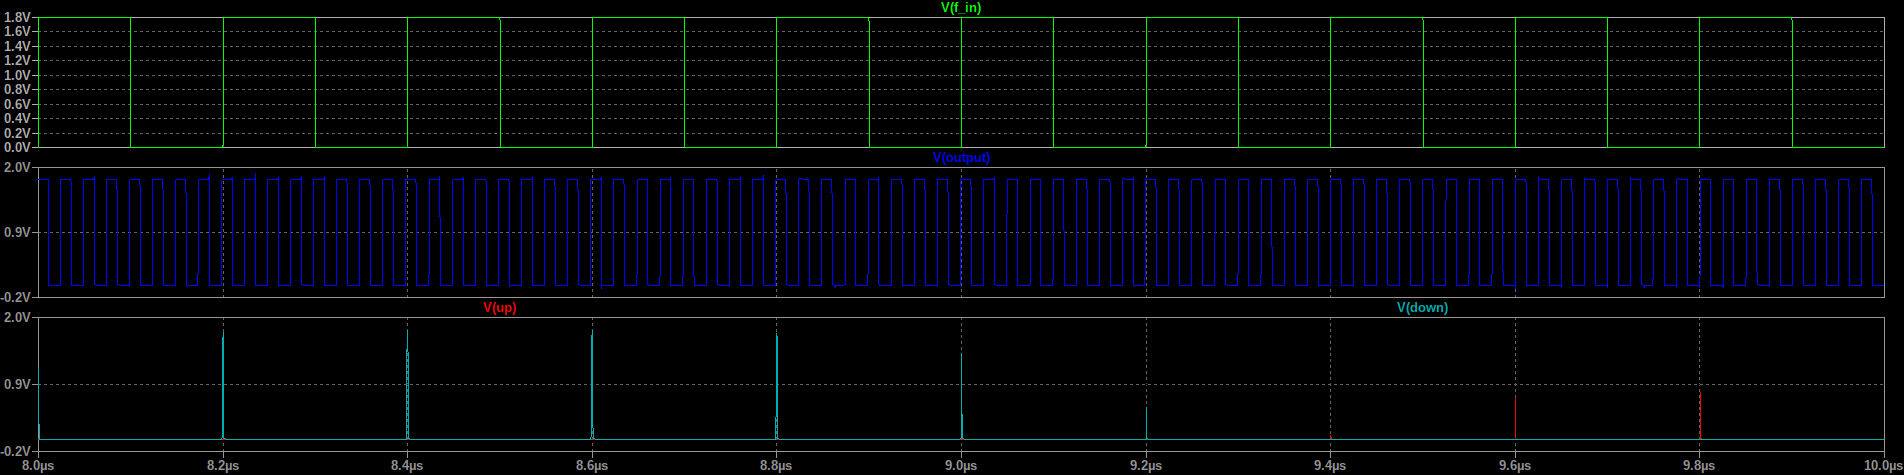 V(f_in)
1.8V
1.6V
1.4V
1.2V
1.0V
0.8V
0.6V
0.4V
0.2V
0.0V
V(output)
2.0V
0.9V
-0.2V
V(up) V(down)
2.0V
0.9V
-0.2V
8.0µs 8.2µs 8.4µs 8.6µs 8.8µs 9.0µs 9.2µs 9.4µs 9.6µs 9.8µs 10.0µs